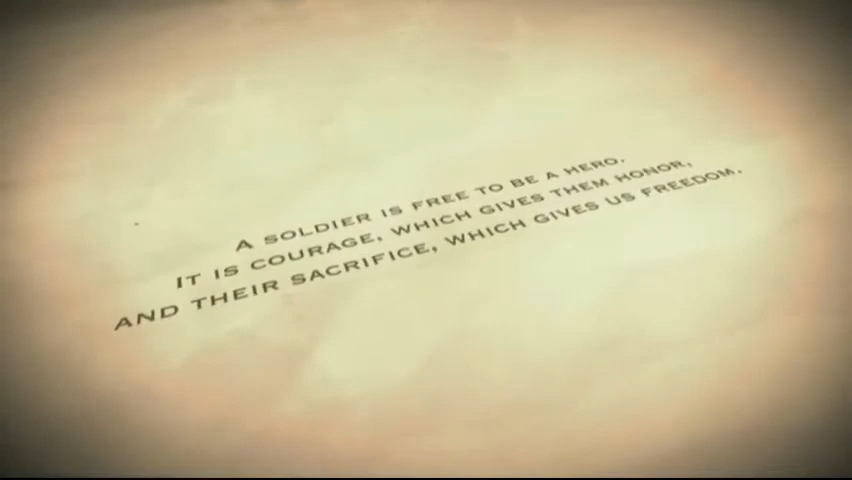 A SOLDIER IS FREE TO BE A HERO.
IT IS COURAGE, WHICH GIVES THEM HONOR,
AND THEIR SACRIFICE, WHICH GIVES US FREEDOM.